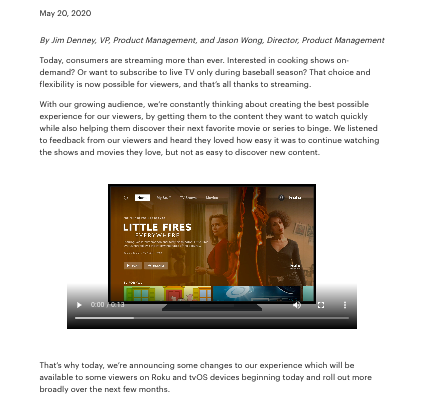 May 20, 2020
By Jim Denney, VP, Product Management, and Jason Wong, Director, Product Management
Today, consumers are streaming more than ever. Interested in cooking shows on-
demand? Or want to subscribe to live TV only during baseball season? That choice and
flexibility is now possible for viewers, and that's all thanks to streaming.
With our growing audience, we're constantly thinking about creating the best possible
experience for our viewers, by getting them to the content they want to watch quickly
while also helping them discover their next favorite movie or series to binge. We listened
to feedback from our viewers and heard they loved how easy it was to continue watching
the shows and movies they love, but not as easy to discover new content.
My Stuff
TV Shows
Movies
LITTLE FIRES
EVERYWHERE
0:00 / 0:13
That's why today, we're announcing some changes to our experience which will be
available to some viewers on Roku and tvOS devices beginning today and roll out more
broadly over the next few months.